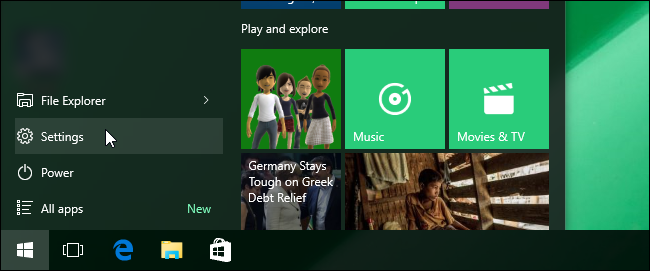 Play and explore
File Explorer
Settings
Power
All apps New
Music
Movies & TV
Germany Stays
Tough on Greek
Debt Relief